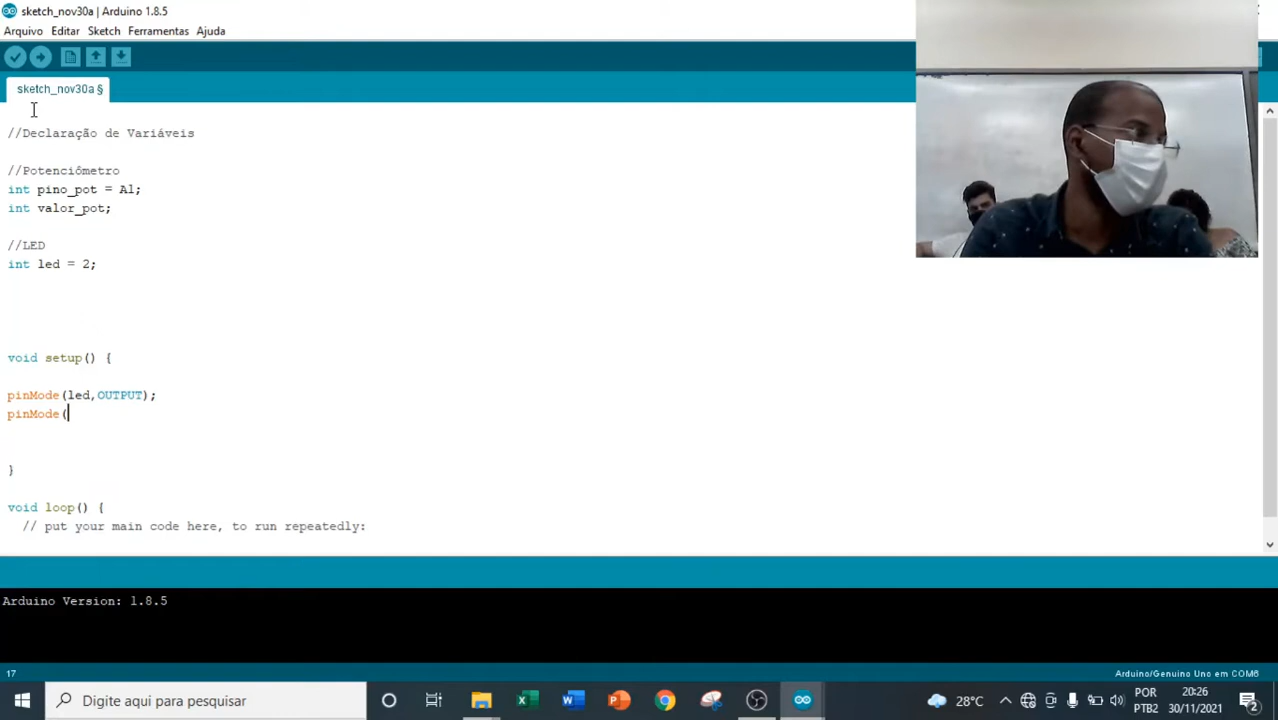 sketch_nov30a | Arduino 1.8.5
Arquivo Editar Sketch Ferramentas Ajuda
sketch_nov30a §
//Declaração de Variáveis
//Potenciômetro
int pino_pot = A1;
int valor_pot;
//LED
int led = 2;
void setup() {
pinMode(led,OUTPUT);
pinMode(
}
void loop() {
// put your main code here, to run repeatedly:
Arduino Version: 1.8.5
17
Arduino/Genuino Uno em COM6
Digite aqui para pesquisar
28°C
POR
PTB2
20:26
30/11/2021
2